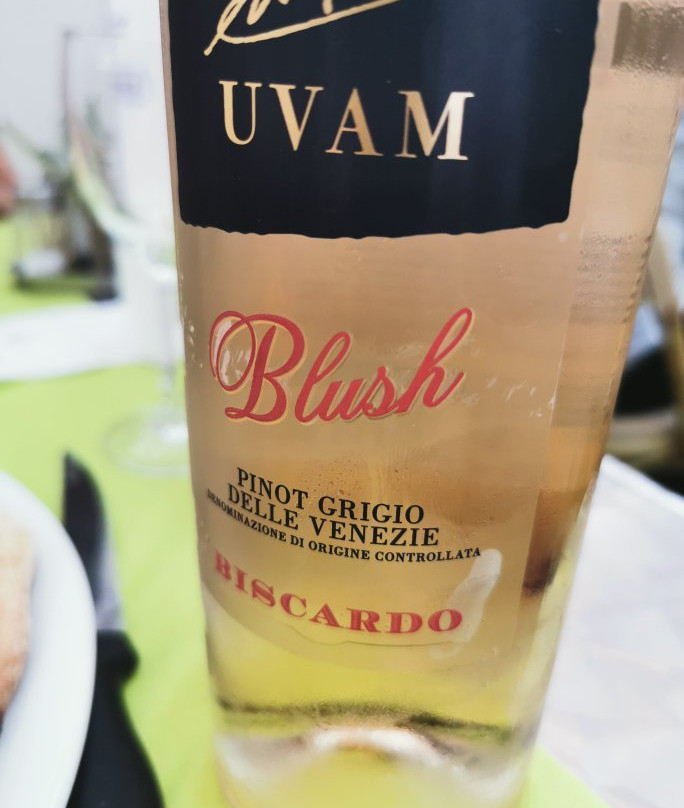 UVAM
Blush
PINOT GRIGIO
DELLE VENEZIE
DENOMINAZIONE DI ORIGINE CONTROLLATA
BISCARDO